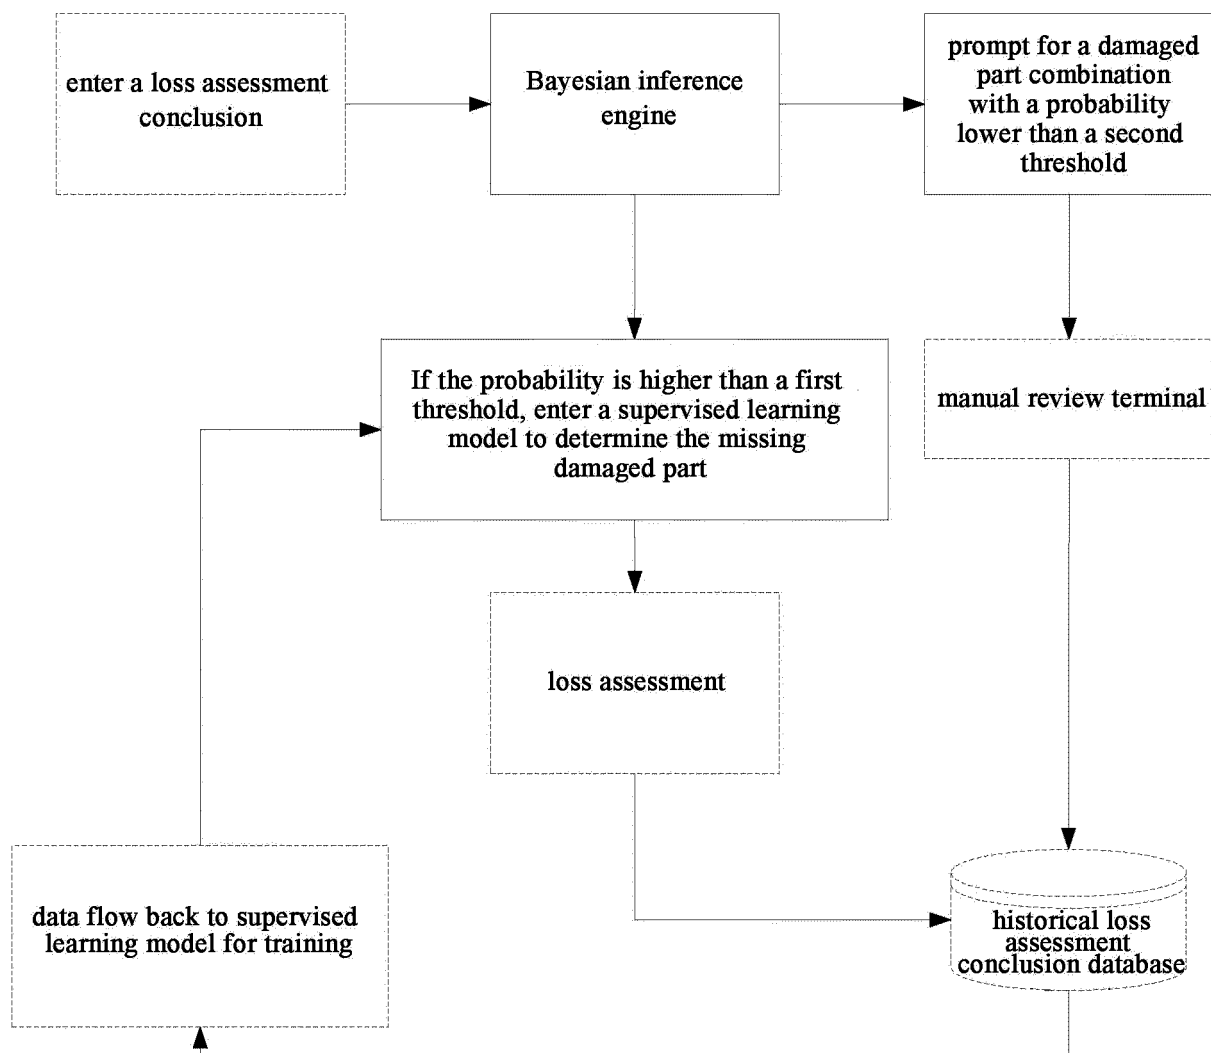 enter a loss assessment
conclusion
Bayesian inference
engine
prompt for a damaged
part combination
with a probability
lower than a second
threshold
If the probability is higher than a first
threshold, enter a supervised learning
model to determine the missing
damaged part
manual review terminal
loss assessment
data flow back to supervised
learning model for training
historical loss
assessment
conclusion database